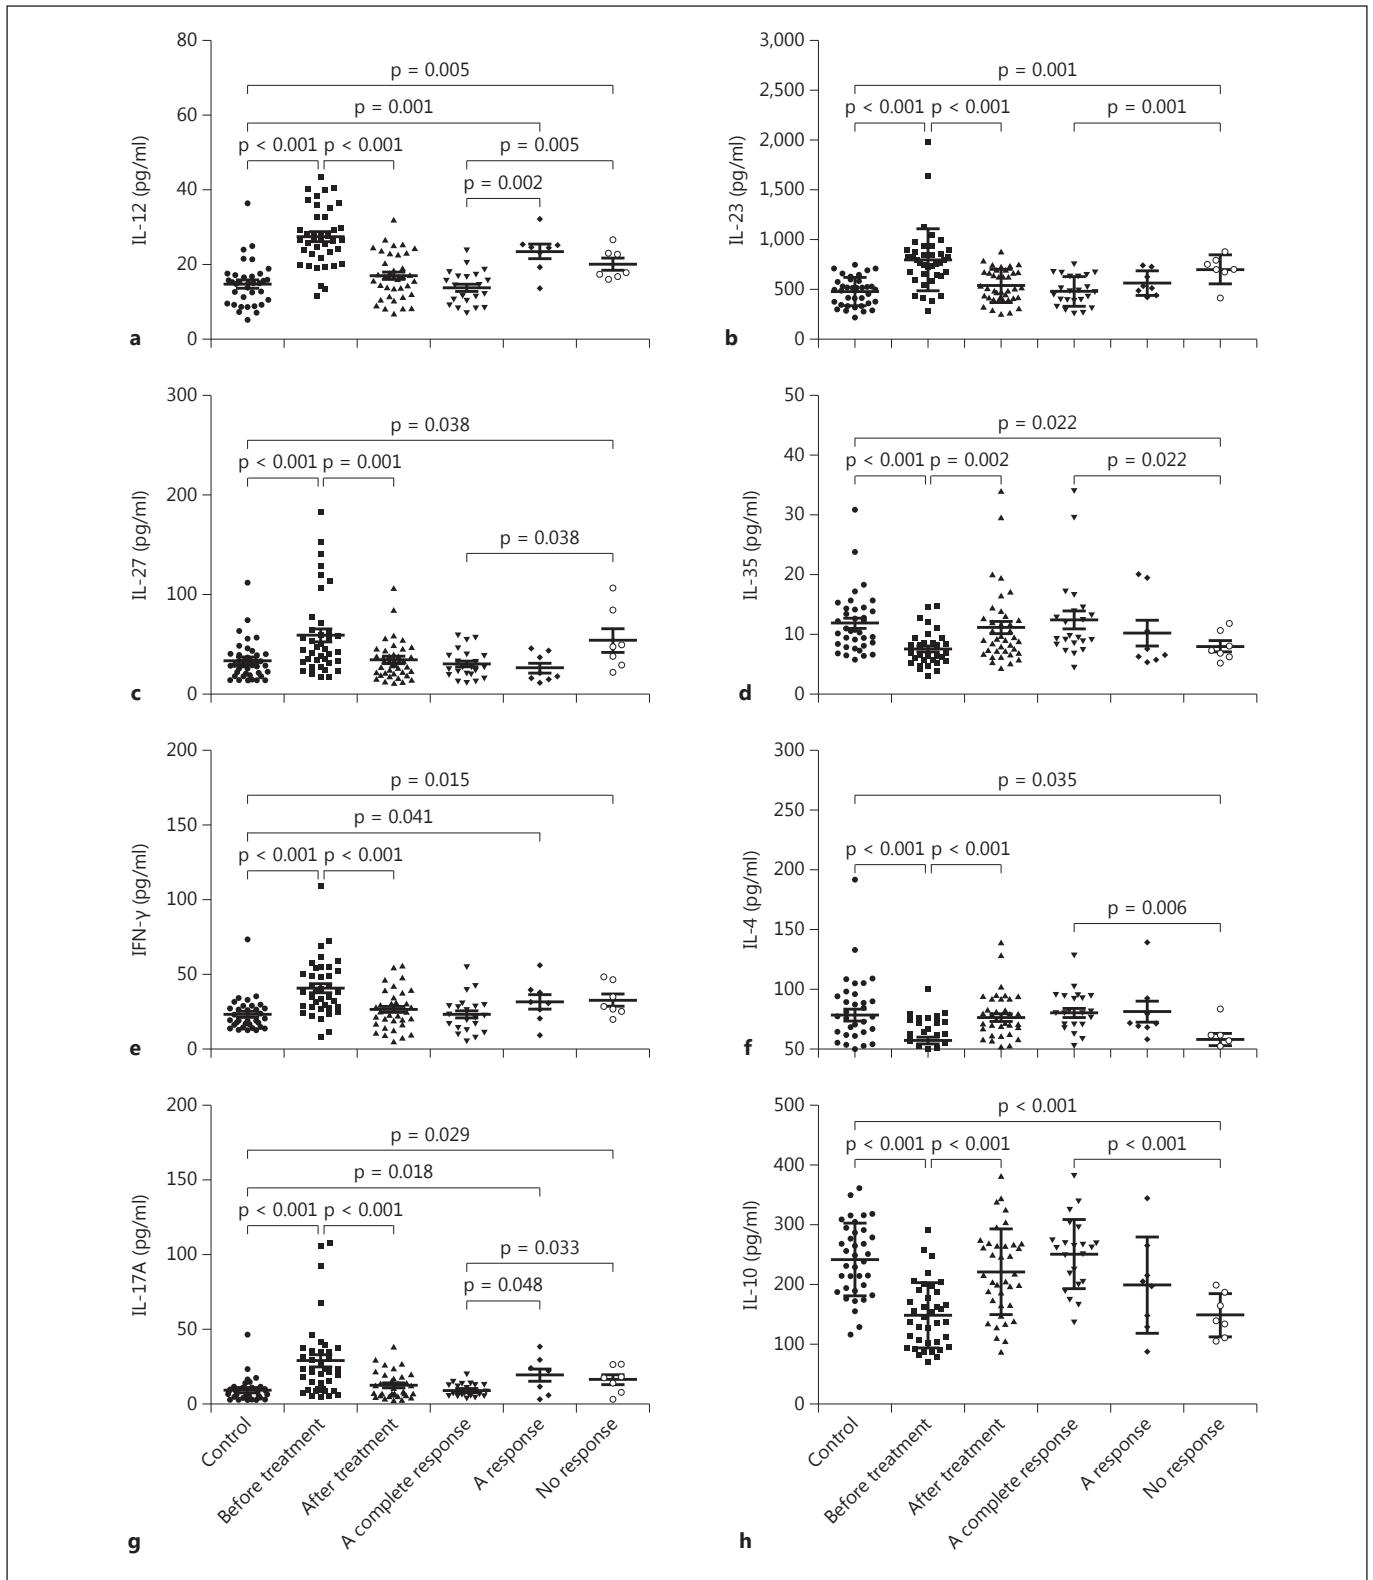 80
60
40
20
0
IL-12 (pg/ml)
p = 0.005
p = 0.001
p < 0.001 p < 0.001
p = 0.005
p = 0.002
a
3,000
2,500
2,000
1,500
1,000
500
0
IL-23 (pg/ml)
p = 0.001
p < 0.001 p < 0.001
p = 0.001
b
300
200
100
0
IL-27 (pg/ml)
p = 0.038
p < 0.001 p = 0.001
p = 0.038
c
50
40
30
20
10
0
IL-35 (pg/ml)
p = 0.022
p < 0.001 p = 0.002
p = 0.022
d
200
150
100
50
0
IFN-γ (pg/ml)
p = 0.015
p = 0.041
p < 0.001 p < 0.001
e
300
250
200
150
100
50
IL-4 (pg/ml)
p = 0.035
p < 0.001 p < 0.001
p = 0.006
f
200
150
100
50
0
IL-17A (pg/ml)
p = 0.029
p = 0.018
p < 0.001 p < 0.001
p = 0.033
p = 0.048
Control
Before treatment
After treatment
A complete response
A response
No response
g
500
400
300
200
100
0
IL-10 (pg/ml)
p < 0.001
p < 0.001 p < 0.001
p < 0.001
Control
Before treatment
After treatment
A complete response
A response
No response
h